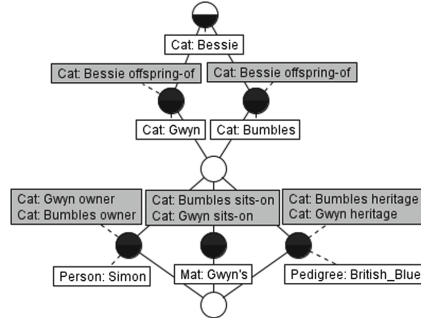 Cat: Bessie
Cat: Bessie offspring-of
Cat: Bessie offspring-of
Cat: Gwyn
Cat: Bumbles
Cat: Gwyn owner
Cat: Bumbles owner
Cat: Bumbles sits-on
Cat: Gwyn sits-on
Cat: Bumbles heritage
Cat: Gwyn heritage
Person: Simon
Mat: Gwyn's
Pedigree: British_Blue